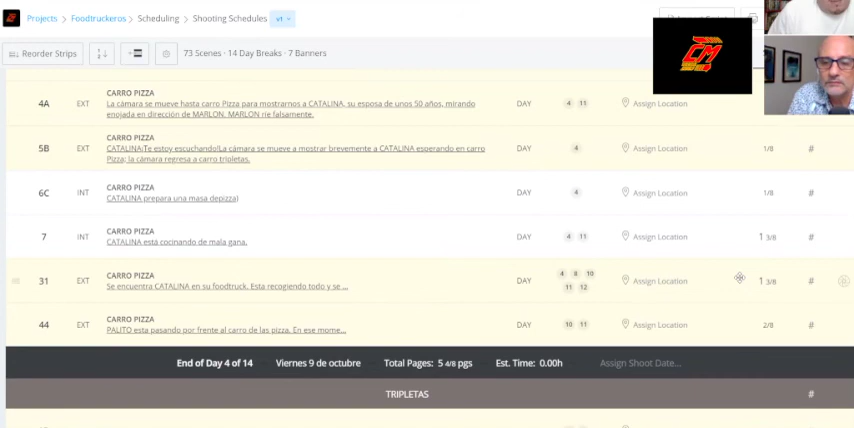 Projects > Foodtruckeros > Scheduling > Shooting Schedules v1
Reorder Strips 73 Scenes · 14 Day Breaks · 7 Banners
CM
CARRO PIZZA
4A EXT La cámara se mueve hasta carro Pizza para mostrarnos a CATALINA, su esposa de unos 50 años, mirando DAY 4 11 Assign Location
enojada en dirección de MARLON. MARLON ríe falsamente.
CARRO PIZZA
5B EXT CATALINA¡Te estoy escuchando!La cámara se mueve a mostrar brevemente a CATALINA esperando en carro DAY 4 Assign Location 1/8 #
Pizza; la cámara regresa a carro tripletas.
CARRO PIZZA
6C INT CATALINA prepara una masa depizza) DAY 4 Assign Location 1/8 #
CARRO PIZZA
7 INT CATALINA está cocinando de mala gana. DAY 4 11 Assign Location 1 3/8 #
CARRO PIZZA
31 EXT Se encuentra CATALINA en su foodtruck. Esta recogiendo todo y se ... DAY 4 8 10 11 12 Assign Location 1 3/8 #
CARRO PIZZA
44 EXT PALITO esta pasando por frente al carro de las pizza. En ese mome... DAY 10 11 Assign Location 2/8 #
End of Day 4 of 14 Viernes 9 de octubre Total Pages: 5 4/8 pgs Est. Time: 0.00h Assign Shoot Date...
TRIPLETAS #